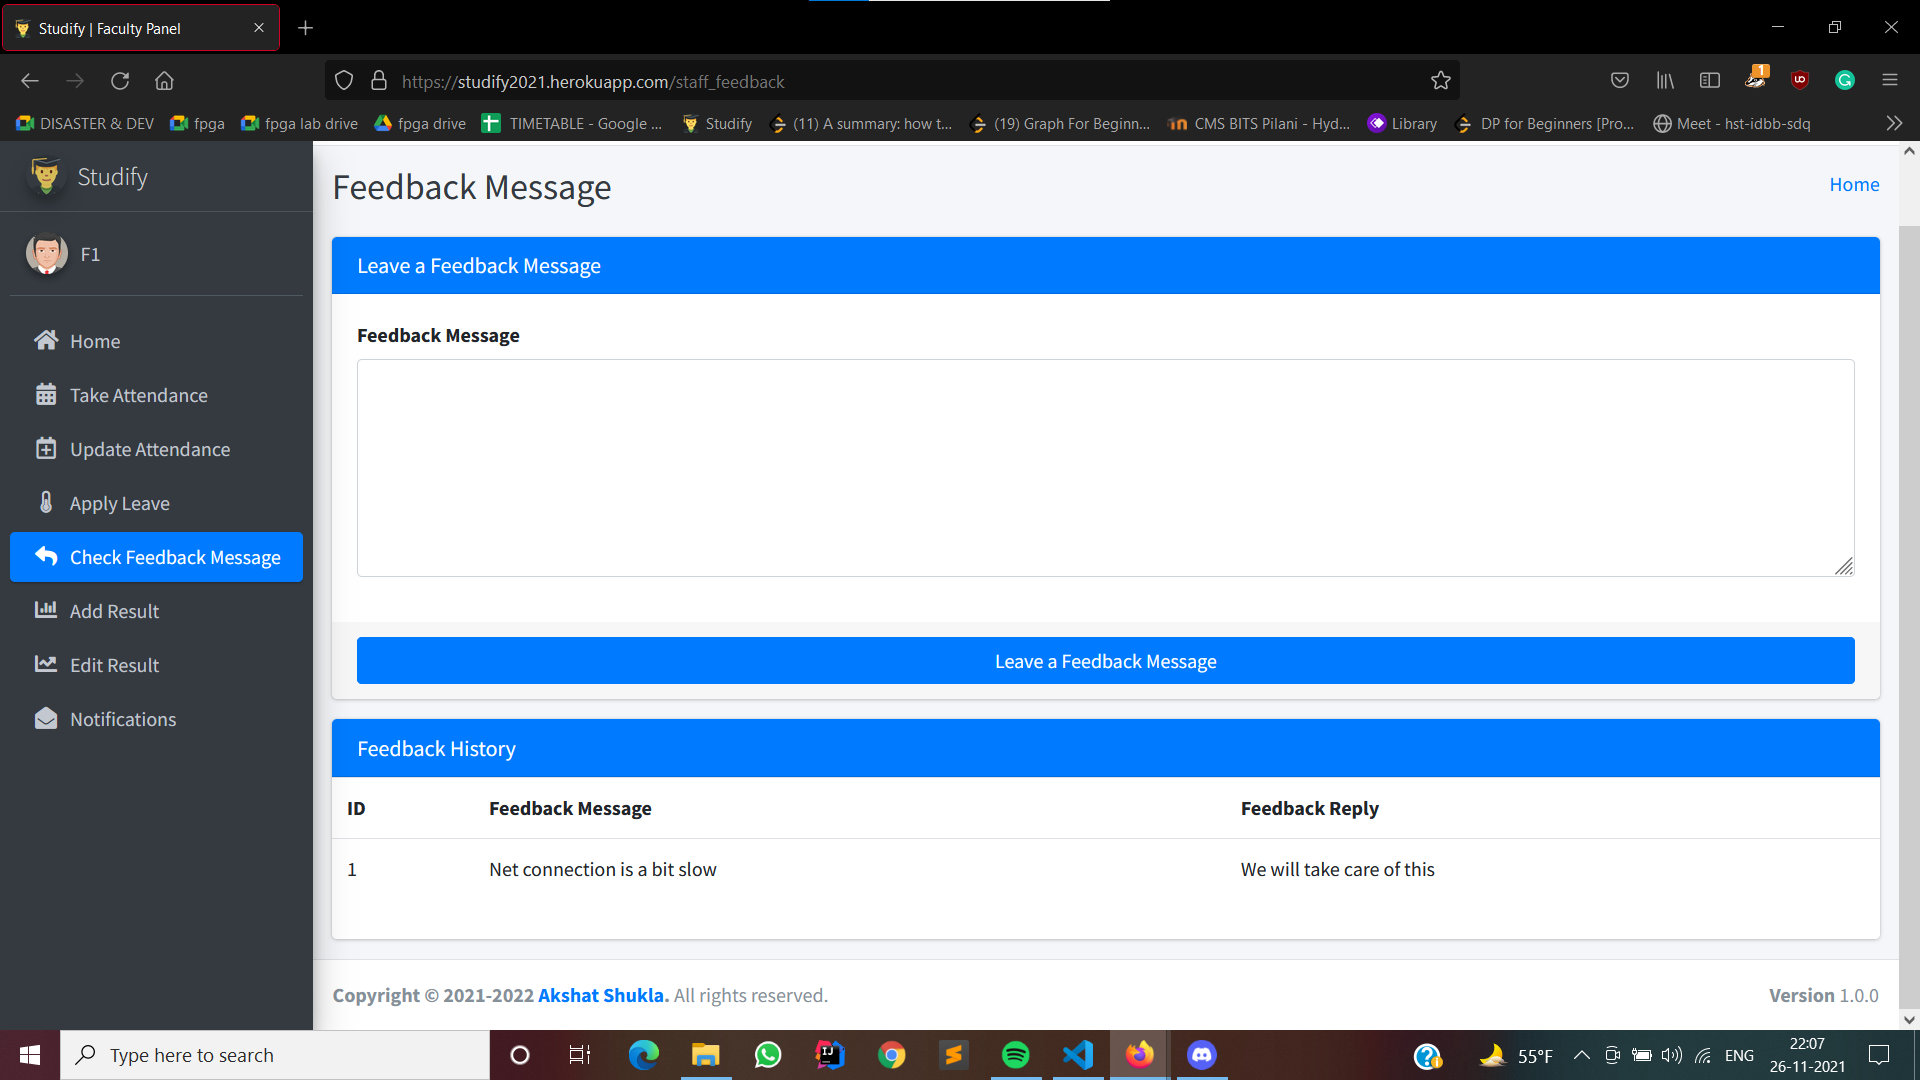 Studify | Faculty Panel
https://studify2021.herokuapp.com/staff_feedback
1
DISASTER & DEV
fpga
fpga lab drive
fpga drive
TIMETABLE - Google ...
Studify
(11) A summary: how t...
(19) Graph For Beginn...
CMS BITS Pilani - Hyd...
Library
DP for Beginners [Pro...
Meet - hst-idbb-sdq
Studify
F1
Home
Take Attendance
Update Attendance
Apply Leave
Check Feedback Message
Add Result
Edit Result
Notifications
Feedback Message
Home
Leave a Feedback Message
Feedback Message
Leave a Feedback Message
Feedback History
ID Feedback Message Feedback Reply
1 Net connection is a bit slow We will take care of this
Copyright © 2021-2022 Akshat Shukla. All rights reserved.
Version 1.0.0
Type here to search
55°F
ENG
22:07
26-11-2021